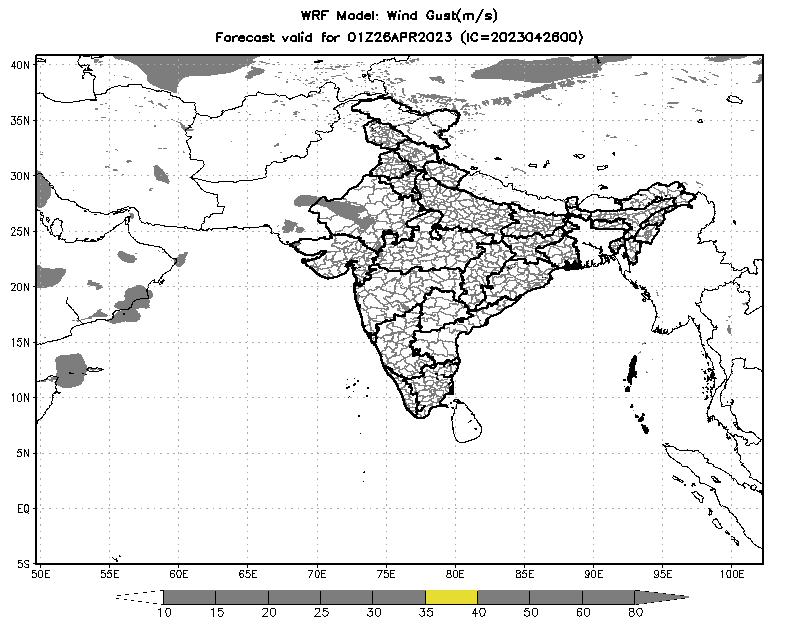 WRF Model: Wind Gust(m/s)
Forecast valid for 01Z26APR2023 (IC=2023042600)
40N
35N
30N
25N
20N
15N
10N
5N
EQ
5S
50E 55E 60E 65E 70E 75E 80E 85E 90E 95E 100E
10 15 20 25 30 35 40 50 60 80